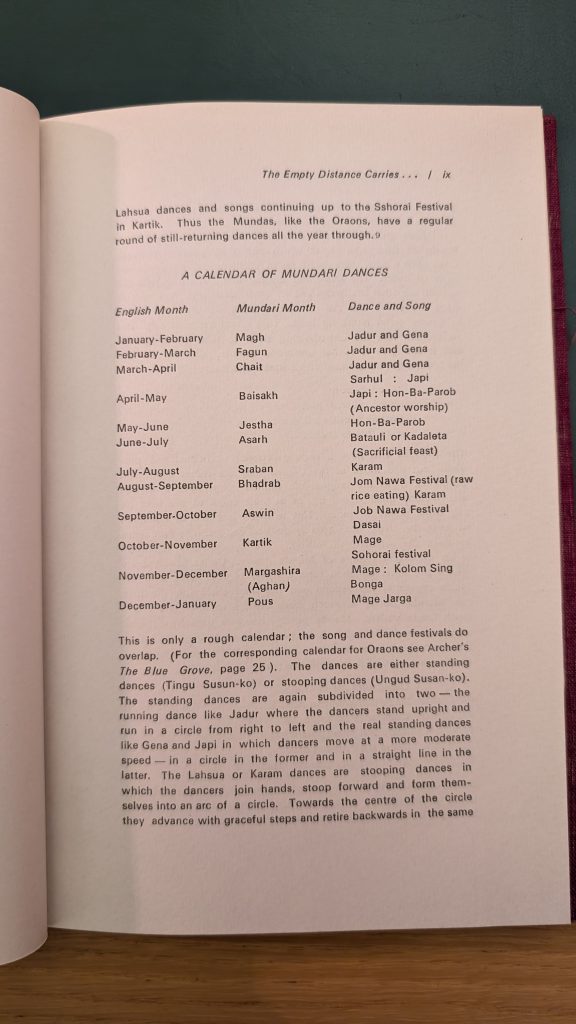 The Empty Distance Carries . . . / ix
Lahsua dances and songs continuing up to the Sshorai Festival
in Kartik. Thus the Mundas, like the Oraons, have a regular
round of still-returning dances all the year through.9
A CALENDAR OF MUNDARI DANCES
English Month Mundari Month Dance and Song
January-February Magh Jadur and Gena
February-March Fagun Jadur and Gena
March-April Chait Jadur and Gena
Sarhul : Japi
April-May Baisakh Japi : Hon-Ba-Parob
(Ancestor worship)
May-June Jestha Hon-Ba-Parob
June-July Asarh Batauli or Kadaleta
(Sacrificial feast)
July-August Sraban Karam
August-September Bhadrab Jom Nawa Festival (raw
rice eating) Karam
September-October Aswin Job Nawa Festival
Dasai
October-November Kartik Mage
Sohorai festival
November-December Margashira Mage : Kolom Sing
(Aghan) Bonga
December-January Pous Mage Jarga
This is only a rough calendar ; the song and dance festivals do
overlap. (For the corresponding calendar for Oraons see Archer's
The Blue Grove, page 25 ). The dances are either standing
dances (Tingu Susun-ko) or stooping dances (Ungud Susan-ko).
The standing dances are again subdivided into two — the
running dance like Jadur where the dancers stand upright and
run in a circle from right to left and the real standing dances
like Gena and Japi in which dancers move at a more moderate
speed — in a circle in the former and in a straight line in the
latter. The Lahsua or Karam dances are stooping dances in
which the dancers join hands, stoop forward and form them-
selves into an arc of a circle. Towards the centre of the circle
they advance with graceful steps and retire backwards in the same